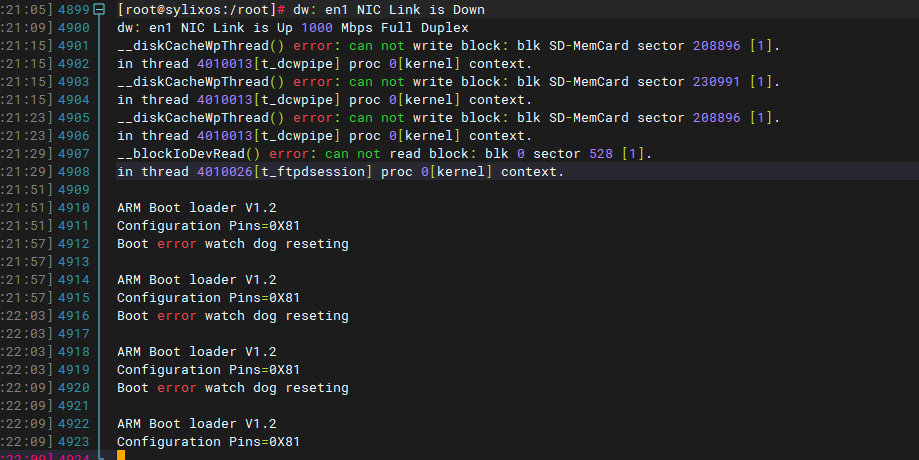 :21:05] 4899 [root@sylixos:/root]# dw: en1 NIC Link is Down
:21:09] 4900 dw: en1 NIC Link is Up 1000 Mbps Full Duplex
:21:15] 4901 __diskCacheWpThread() error: can not write block: blk SD-MemCard sector 208896 [1].
:21:15] 4902 in thread 4010013[t_dcwpipe] proc 0[kernel] context.
:21:15] 4903 __diskCacheWpThread() error: can not write block: blk SD-MemCard sector 230991 [1].
:21:15] 4904 in thread 4010013[t_dcwpipe] proc 0[kernel] context.
:21:23] 4905 __diskCacheWpThread() error: can not write block: blk SD-MemCard sector 208896 [1].
:21:23] 4906 in thread 4010013[t_dcwpipe] proc 0[kernel] context.
:21:29] 4907 __blockIoDevRead() error: can not read block: blk 0 sector 528 [1].
:21:29] 4908 in thread 4010026[t_ftpdsession] proc 0[kernel] context.
:21:51] 4909
:21:51] 4910 ARM Boot loader V1.2
:21:51] 4911 Configuration Pins=0X81
:21:57] 4912 Boot error watch dog reseting
:21:57] 4913
:21:57] 4914 ARM Boot loader V1.2
:21:57] 4915 Configuration Pins=0X81
:22:03] 4916 Boot error watch dog reseting
:22:03] 4917
:22:03] 4918 ARM Boot loader V1.2
:22:03] 4919 Configuration Pins=0X81
:22:09] 4920 Boot error watch dog reseting
:22:09] 4921
:22:09] 4922 ARM Boot loader V1.2
:22:09] 4923 Configuration Pins=0X81
:22:09] 4924